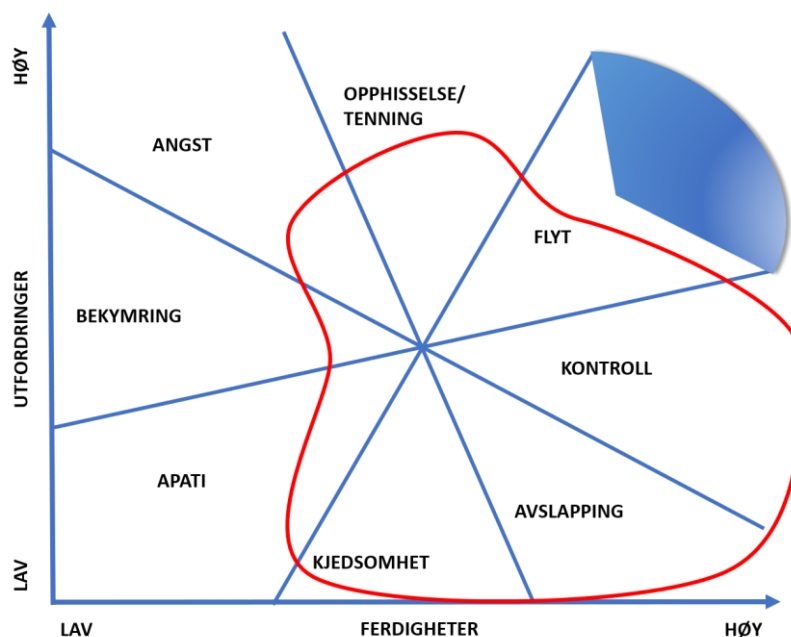 HØY
OPPHISSELSE/
TENNING
ANGST
FLYT
BEKYMRING
UTFORDRINGER
KONTROLL
APATI
AVSLAPPING
KJEDSOMHET
LAV
LAV
FERDIGHETER
HØY